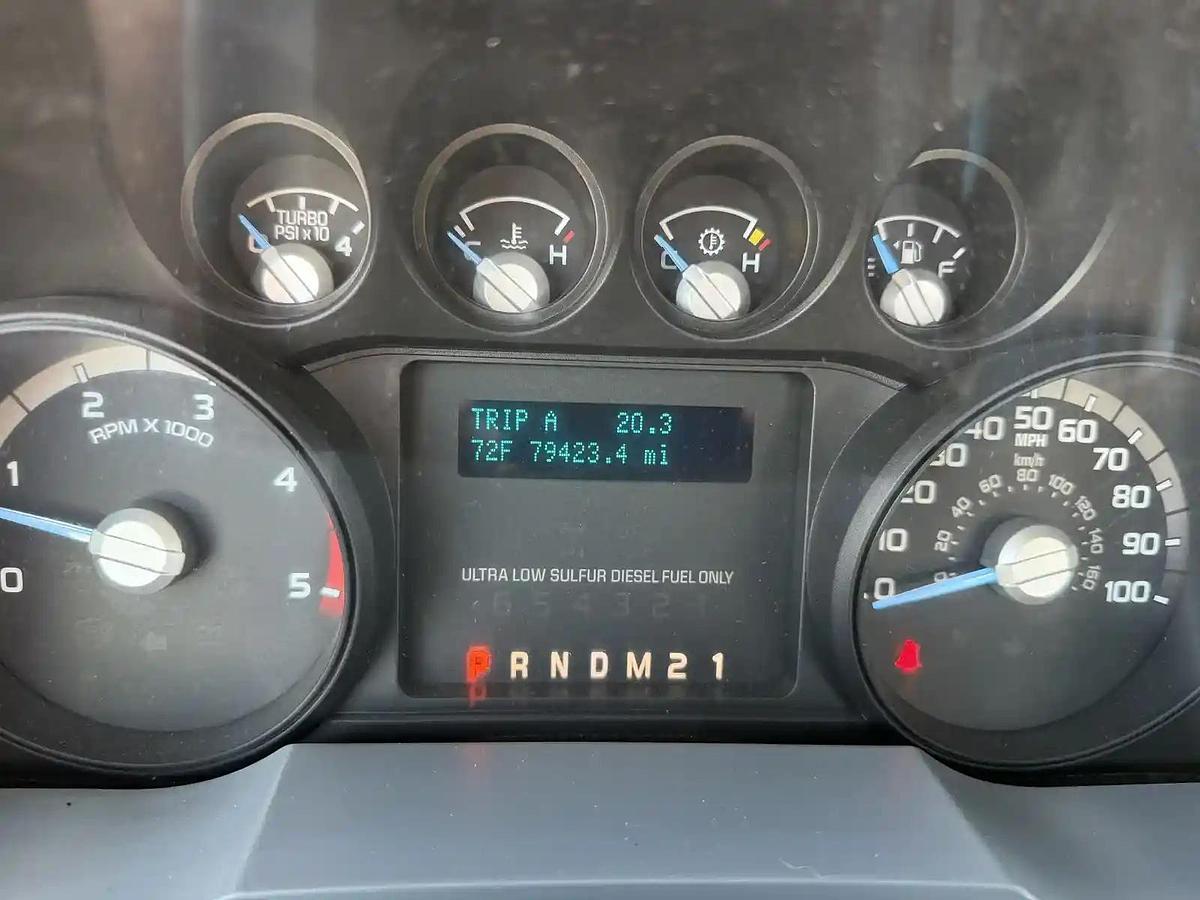 TURBO
PSI x 10
0 4
C H
C H
E F
0 1 2 3 4 5
RPM X 1000
TRIP A 20.3
72F 79423.4 mi
ULTRA LOW SULFUR DIESEL FUEL ONLY
P R N D M 2 1
0 10 20 30 40 50 60 70 80 90 100
MPH
km/h
0 20 40 60 80 100 120 140 160